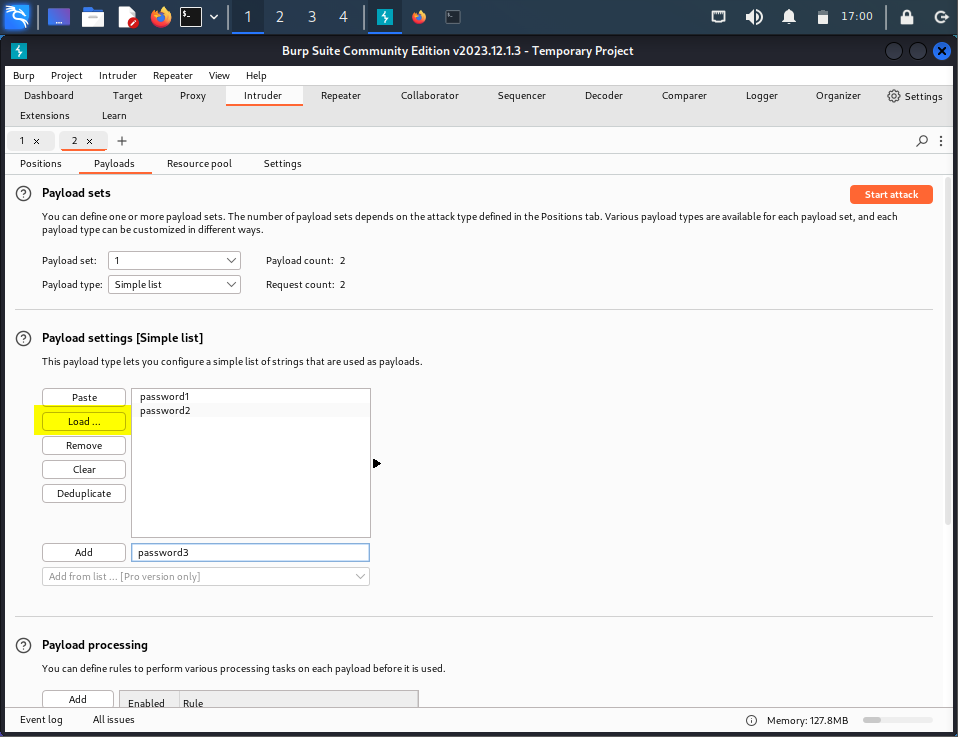 1 2 3 4 17:00
Burp Suite Community Edition v2023.12.1.3 - Temporary Project
Burp Project Intruder Repeater View Help
Dashboard Target Proxy Intruder Repeater Collaborator Sequencer Decoder Comparer Logger Organizer Settings
Extensions Learn
1 × 2 × +
Positions Payloads Resource pool Settings
? Payload sets Start attack
You can define one or more payload sets. The number of payload sets depends on the attack type defined in the Positions tab. Various payload types are available for each payload set, and each
payload type can be customized in different ways.
Payload set: 1 Payload count: 2
Payload type: Simple list Request count: 2
? Payload settings [Simple list]
This payload type lets you configure a simple list of strings that are used as payloads.
Paste password1
Load ... password2
Remove
Clear
Deduplicate
Add password3
Add from list ... [Pro version only]
? Payload processing
You can define rules to perform various processing tasks on each payload before it is used.
Add Enabled Rule
Event log All issues Memory: 127.8MB